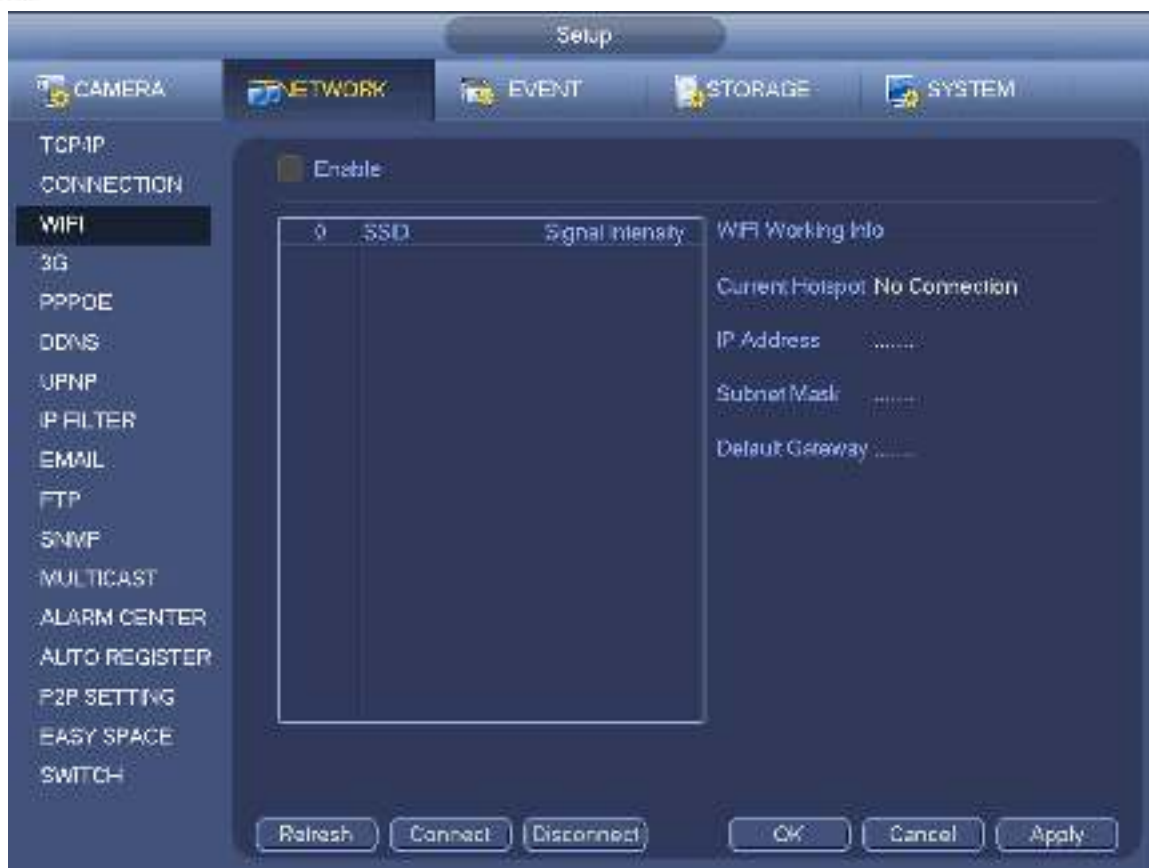 Setup
CAMERA NETWORK EVENT STORAGE SYSTEM
TCP/IP
CONNECTION
WIFI
3G
PPPOE
DDNS
UPNP
IP FILTER
EMAIL
FTP
SNMP
MULTICAST
ALARM CENTER
AUTO REGISTER
P2P SETTING
EASY SPACE
SWITCH
Enable
0 SSID Signal Intensity
WIFI Working Info
Current Hotspot No Connection
IP Address ........
Subnet Mask ........
Default Gateway ........
Refresh Connect Disconnect OK Cancel Apply